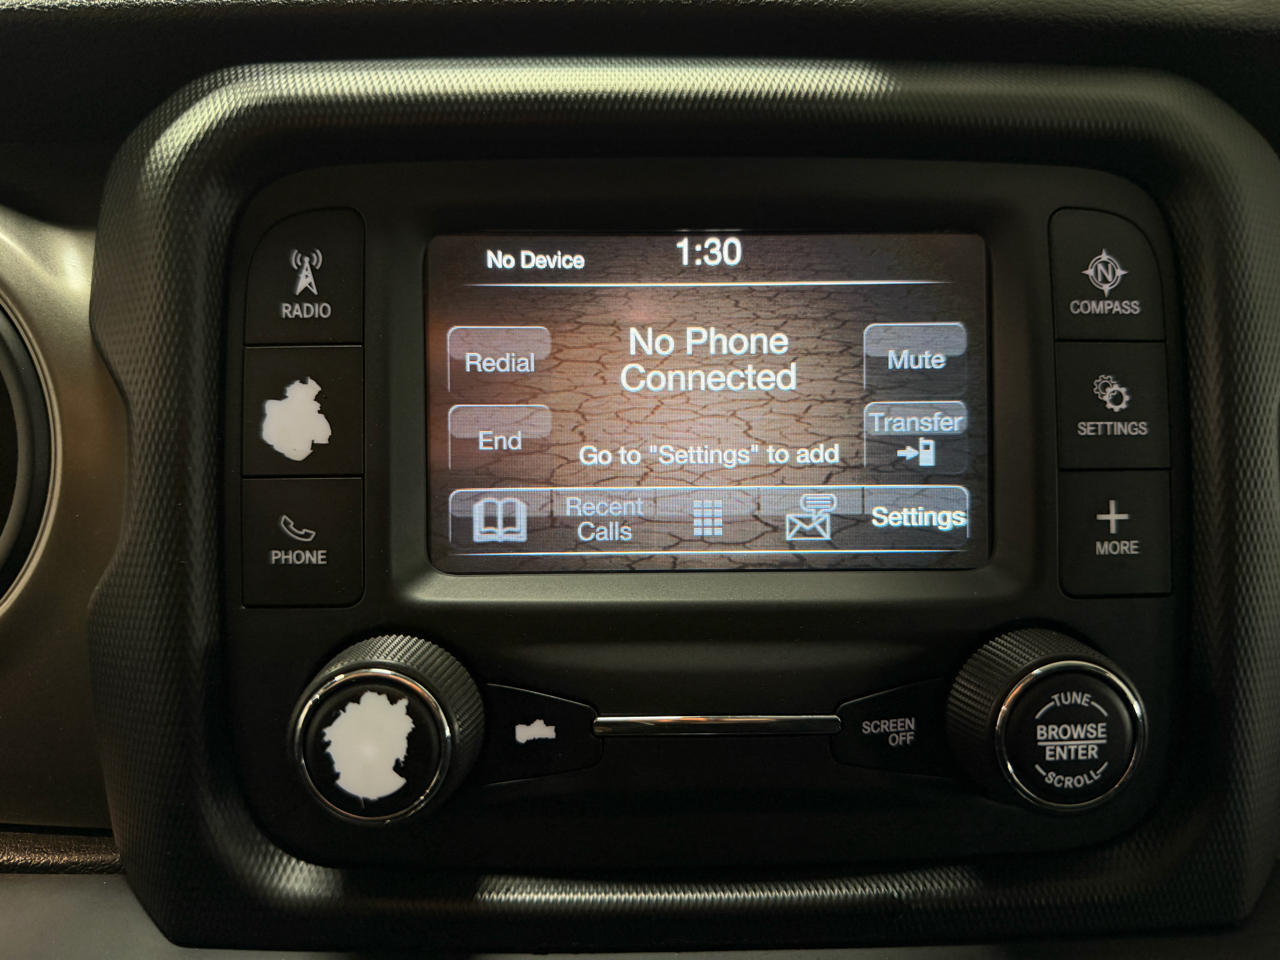 No Device
1:30
RADIO
COMPASS
Redial
No Phone
Connected
Mute
End
Go to "Settings" to add
Transfer
SETTINGS
Recent
Calls
Settings
PHONE
MORE
SCREEN
OFF
TUNE
BROWSE
ENTER
SCROLL
N